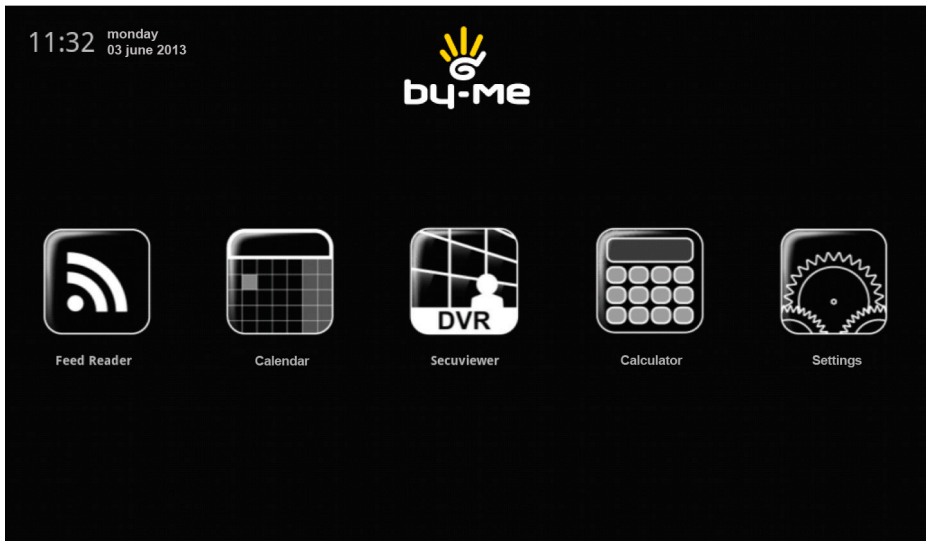 11:32
monday
03 june 2013
by-me
DVR
Feed Reader
Calendar
Secuviewer
Calculator
Settings